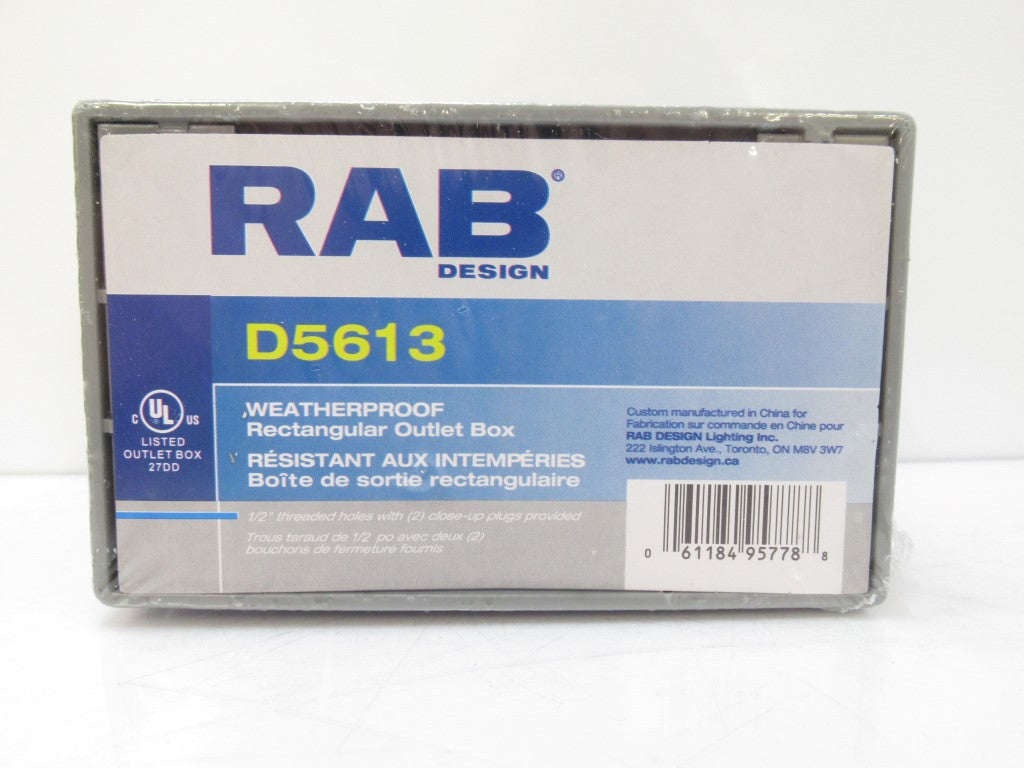 RAB®
DESIGN
D5613
C UL US
LISTED
OUTLET BOX
27DD
WEATHERPROOF
Rectangular Outlet Box
RÉSISTANT AUX INTEMPÉRIES
Boîte de sortie rectangulaire
1/2" threaded holes with (2) close-up plugs provided
Trous taraud de 1/2 po avec deux (2)
bouchons de fermeture fournis
Custom manufactured in China for
Fabrication sur commande en Chine pour
RAB DESIGN Lighting Inc.
222 Islington Ave., Toronto, ON M8V 3W7
www.rabdesign.ca
0 61184 95778 8